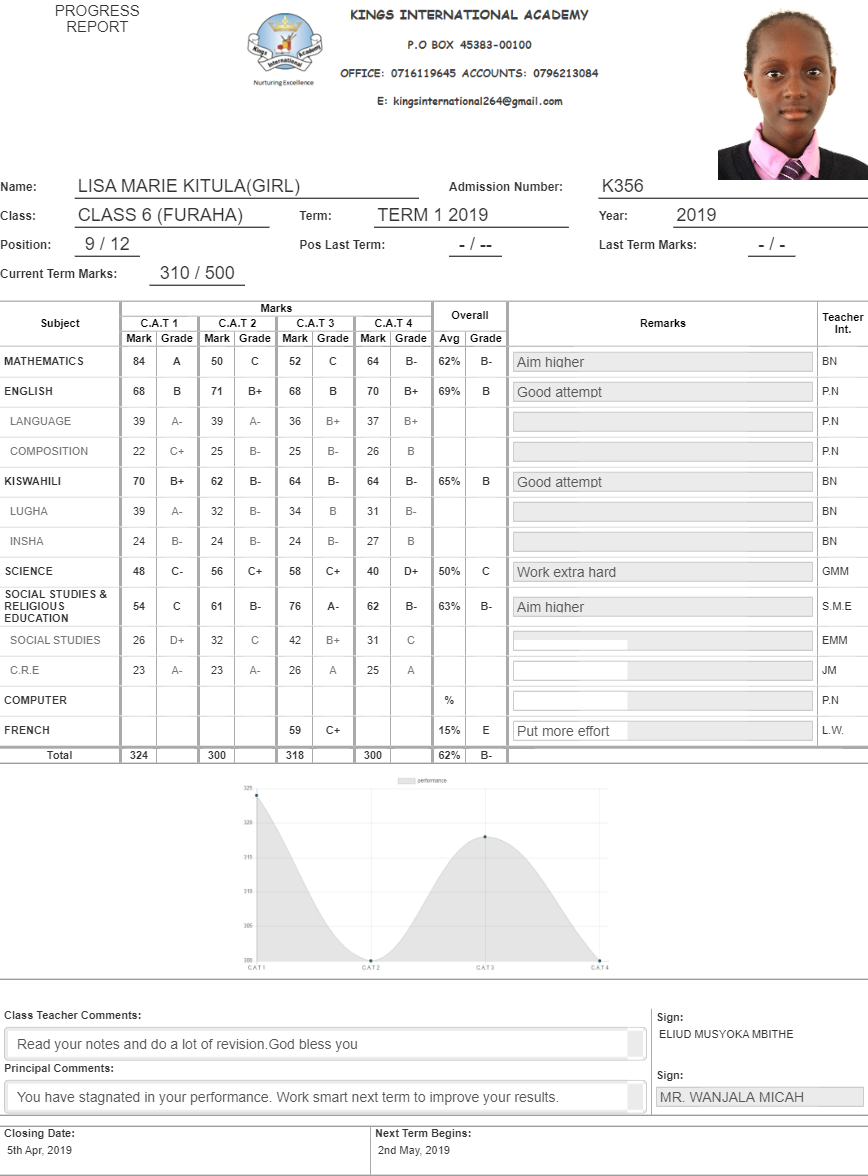 PROGRESS
REPORT
KINGS INTERNATIONAL ACADEMY
P.O BOX 45383-00100
OFFICE: 0716119645 ACCOUNTS: 0796213084
E: kingsinternational264@gmail.com
Kings Academy
International
Nurturing Excellence
Name: LISA MARIE KITULA(GIRL) Admission Number: K356
Class: CLASS 6 (FURAHA) Term: TERM 1 2019 Year: 2019
Position: 9 / 12 Pos Last Term: - / -- Last Term Marks: - / -
Current Term Marks: 310 / 500
Subject Marks Overall Remarks Teacher Int.
C.A.T 1 C.A.T 2 C.A.T 3 C.A.T 4
Mark Grade Mark Grade Mark Grade Mark Grade Avg Grade
MATHEMATICS 84 A 50 C 52 C 64 B- 62% B- Aim higher BN
ENGLISH 68 B 71 B+ 68 B 70 B+ 69% B Good attempt P.N
LANGUAGE 39 A- 39 A- 36 B+ 37 B+ P.N
COMPOSITION 22 C+ 25 B- 25 B- 26 B P.N
KISWAHILI 70 B+ 62 B- 64 B- 64 B- 65% B Good attempt BN
LUGHA 39 A- 32 B- 34 B 31 B- BN
INSHA 24 B- 24 B- 24 B- 27 B BN
SCIENCE 48 C- 56 C+ 58 C+ 40 D+ 50% C Work extra hard GMM
SOCIAL STUDIES &
RELIGIOUS
EDUCATION 54 C 61 B- 76 A- 62 B- 63% B- Aim higher S.M.E
SOCIAL STUDIES 26 D+ 32 C 42 B+ 31 C EMM
C.R.E 23 A- 23 A- 26 A 25 A JM
COMPUTER % P.N
FRENCH 59 C+ 15% E Put more effort L.W.
Total 324 300 318 300 62% B-
performance
325
320
315
310
305
300
CAT1 CAT2 CAT3 CAT4
Class Teacher Comments:
Read your notes and do a lot of revision.God bless you
Sign:
ELIUD MUSYOKA MBITHE
Principal Comments:
You have stagnated in your performance. Work smart next term to improve your results.
Sign:
MR. WANJALA MICAH
Closing Date: Next Term Begins:
5th Apr, 2019 2nd May, 2019